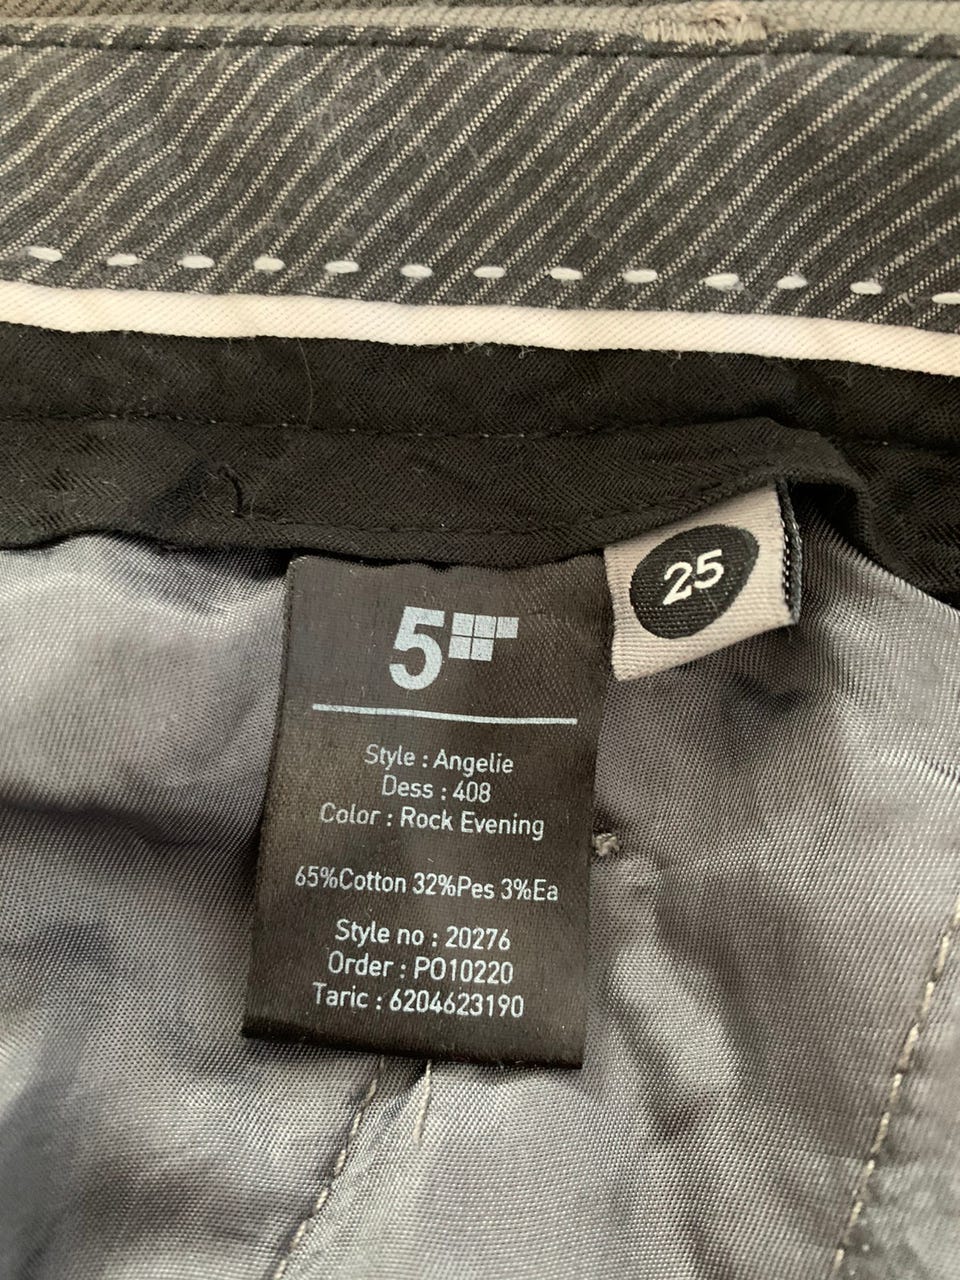 25
5
Style : Angelie
Dess : 408
Color : Rock Evening
65%Cotton 32%Pes 3%Ea
Style no : 20276
Order : PO10220
Taric : 6204623190